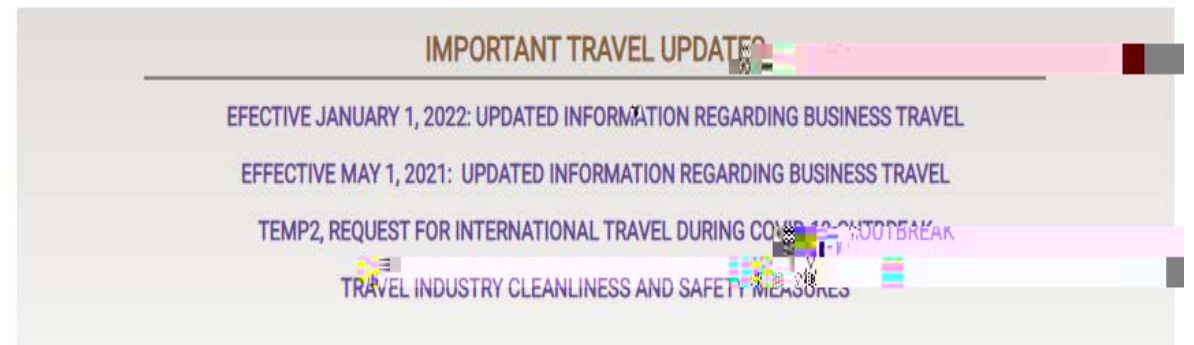 IMPORTANT TRAVEL UPDATES
EFECTIVE JANUARY 1, 2022: UPDATED INFORMATION REGARDING BUSINESS TRAVEL
EFFECTIVE MAY 1, 2021: UPDATED INFORMATION REGARDING BUSINESS TRAVEL
TEMP2, REQUEST FOR INTERNATIONAL TRAVEL DURING COVID-19 OUTBREAK
TRAVEL INDUSTRY CLEANLINESS AND SAFETY MEASURES